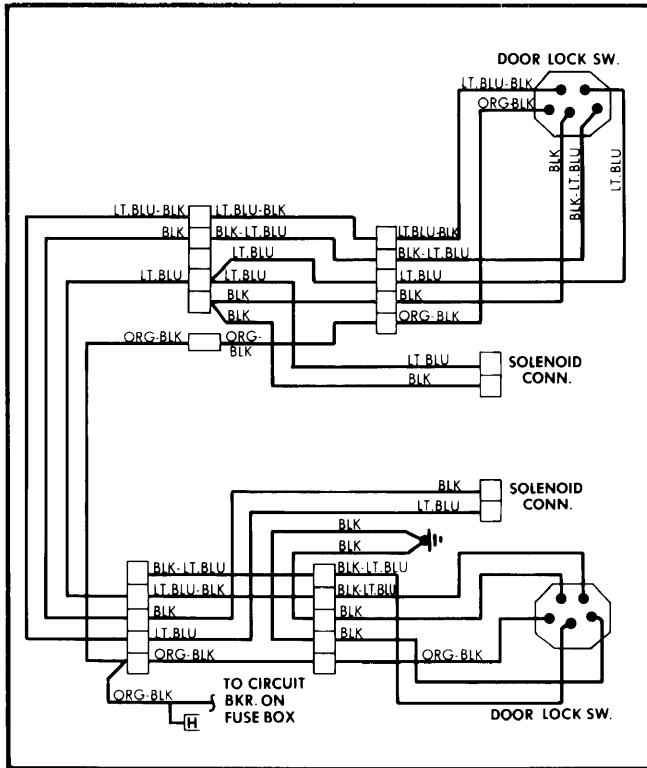 DOOR LOCK SW.
LT.BLU-BLK
ORG-BLK
BLK
BLK-LT.BLU
LT.BLU
LT.BLU-BLK LT.BLU-BLK
LT.BLU-BLK
BLK BLK-LT.BLU
BLK-LT.BLU
LT.BLU
LT.BLU LT.BLU
LT.BLU
BLK
BLK
BLK
ORG-BLK
ORG-BLK ORG-
BLK
LT.BLU
BLK
SOLENOID
CONN.
BLK
LT.BLU
SOLENOID
CONN.
BLK
BLK
BLK-LT.BLU BLK-LT.BLU
LT.BLU-BLK BLK-LT.BLU
BLK BLK
LT.BLU BLK
ORG-BLK ORG-BLK
ORG-BLK
TO CIRCUIT
BKR. ON
FUSE BOX
H
DOOR LOCK SW.